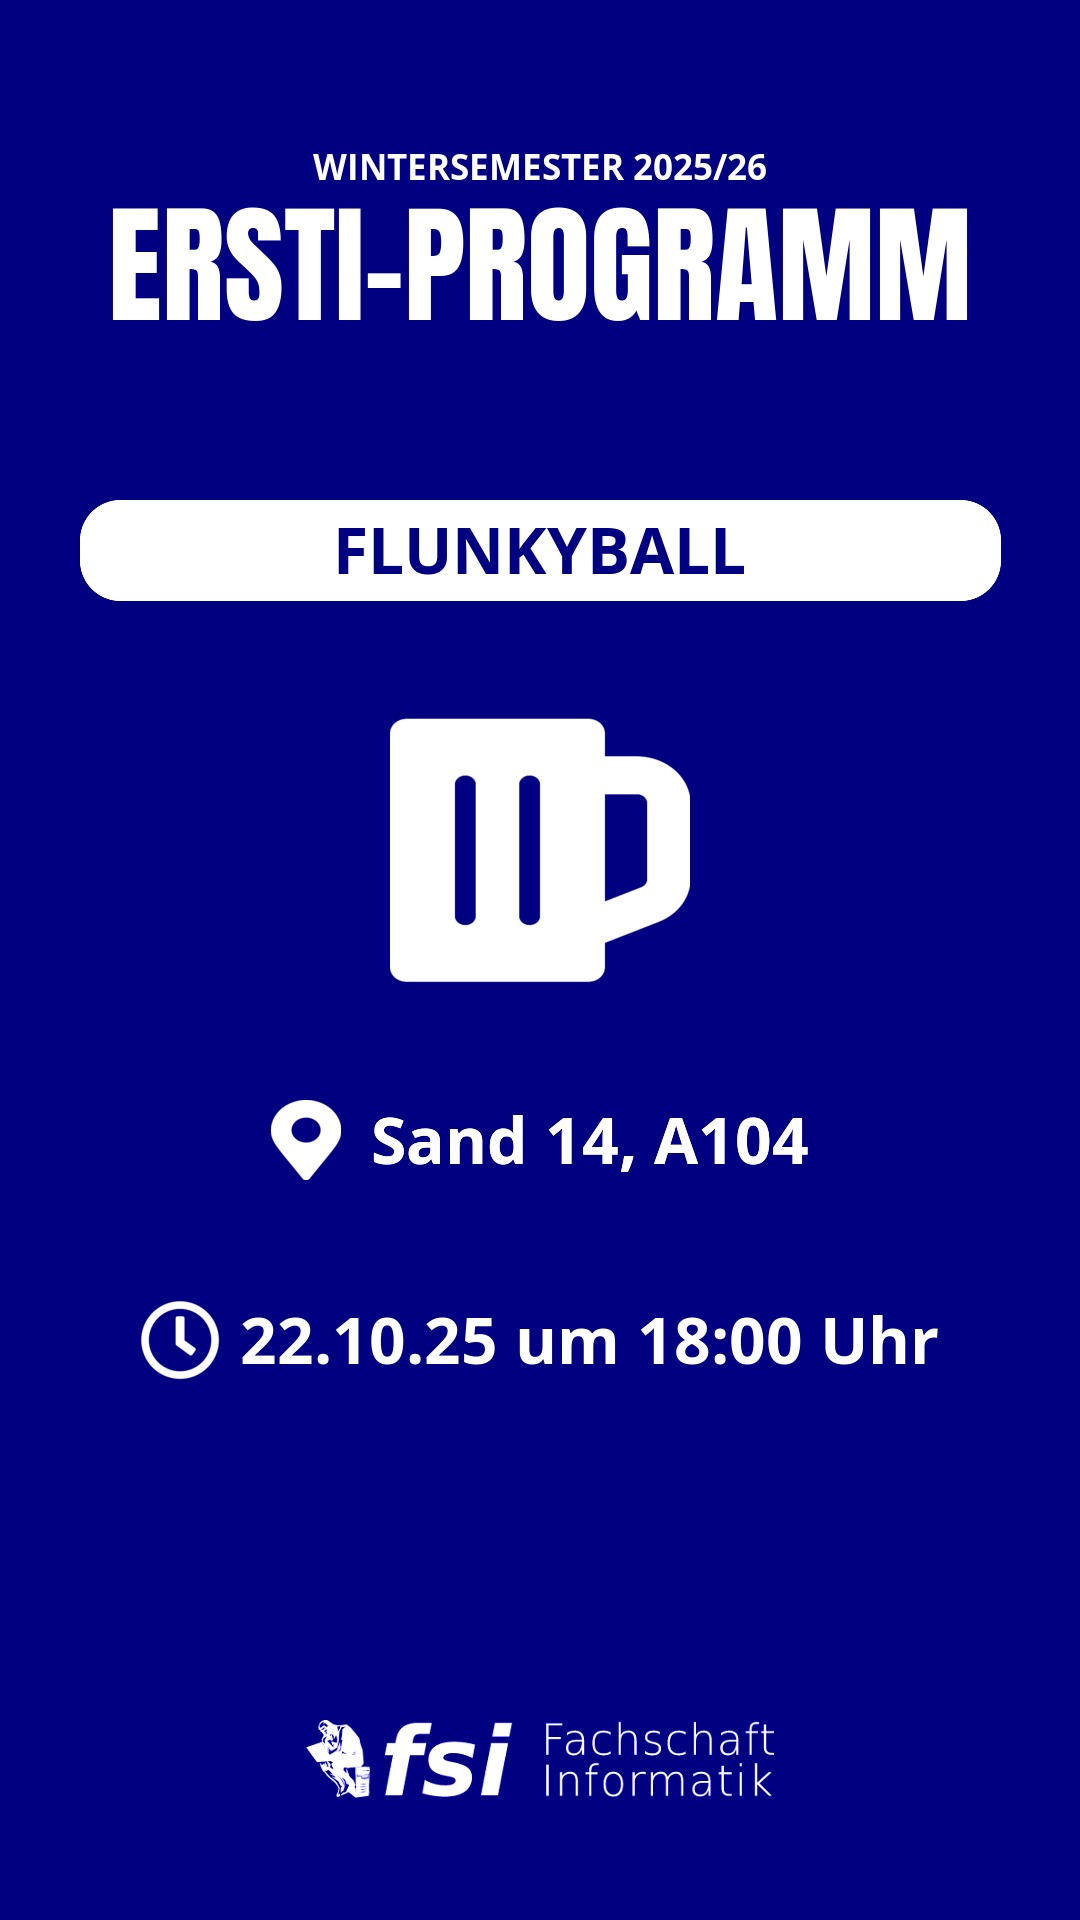 WINTERSEMESTER 2025/26
ERSTI-PROGRAMM
FLUNKYBALL
Sand 14, A104
22.10.25 um 18:00 Uhr
fsi Fachschaft
Informatik